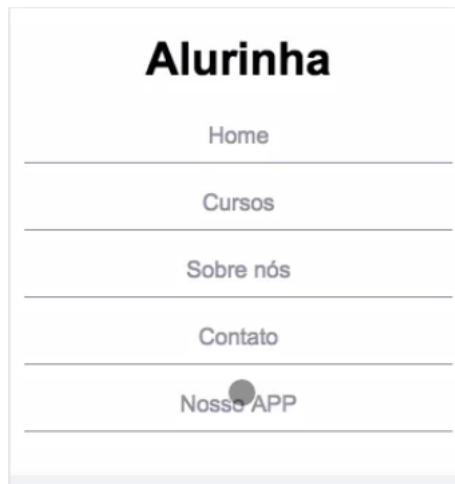 Alurinha
Home
Cursos
Sobre nós
Contato
Nosso APP